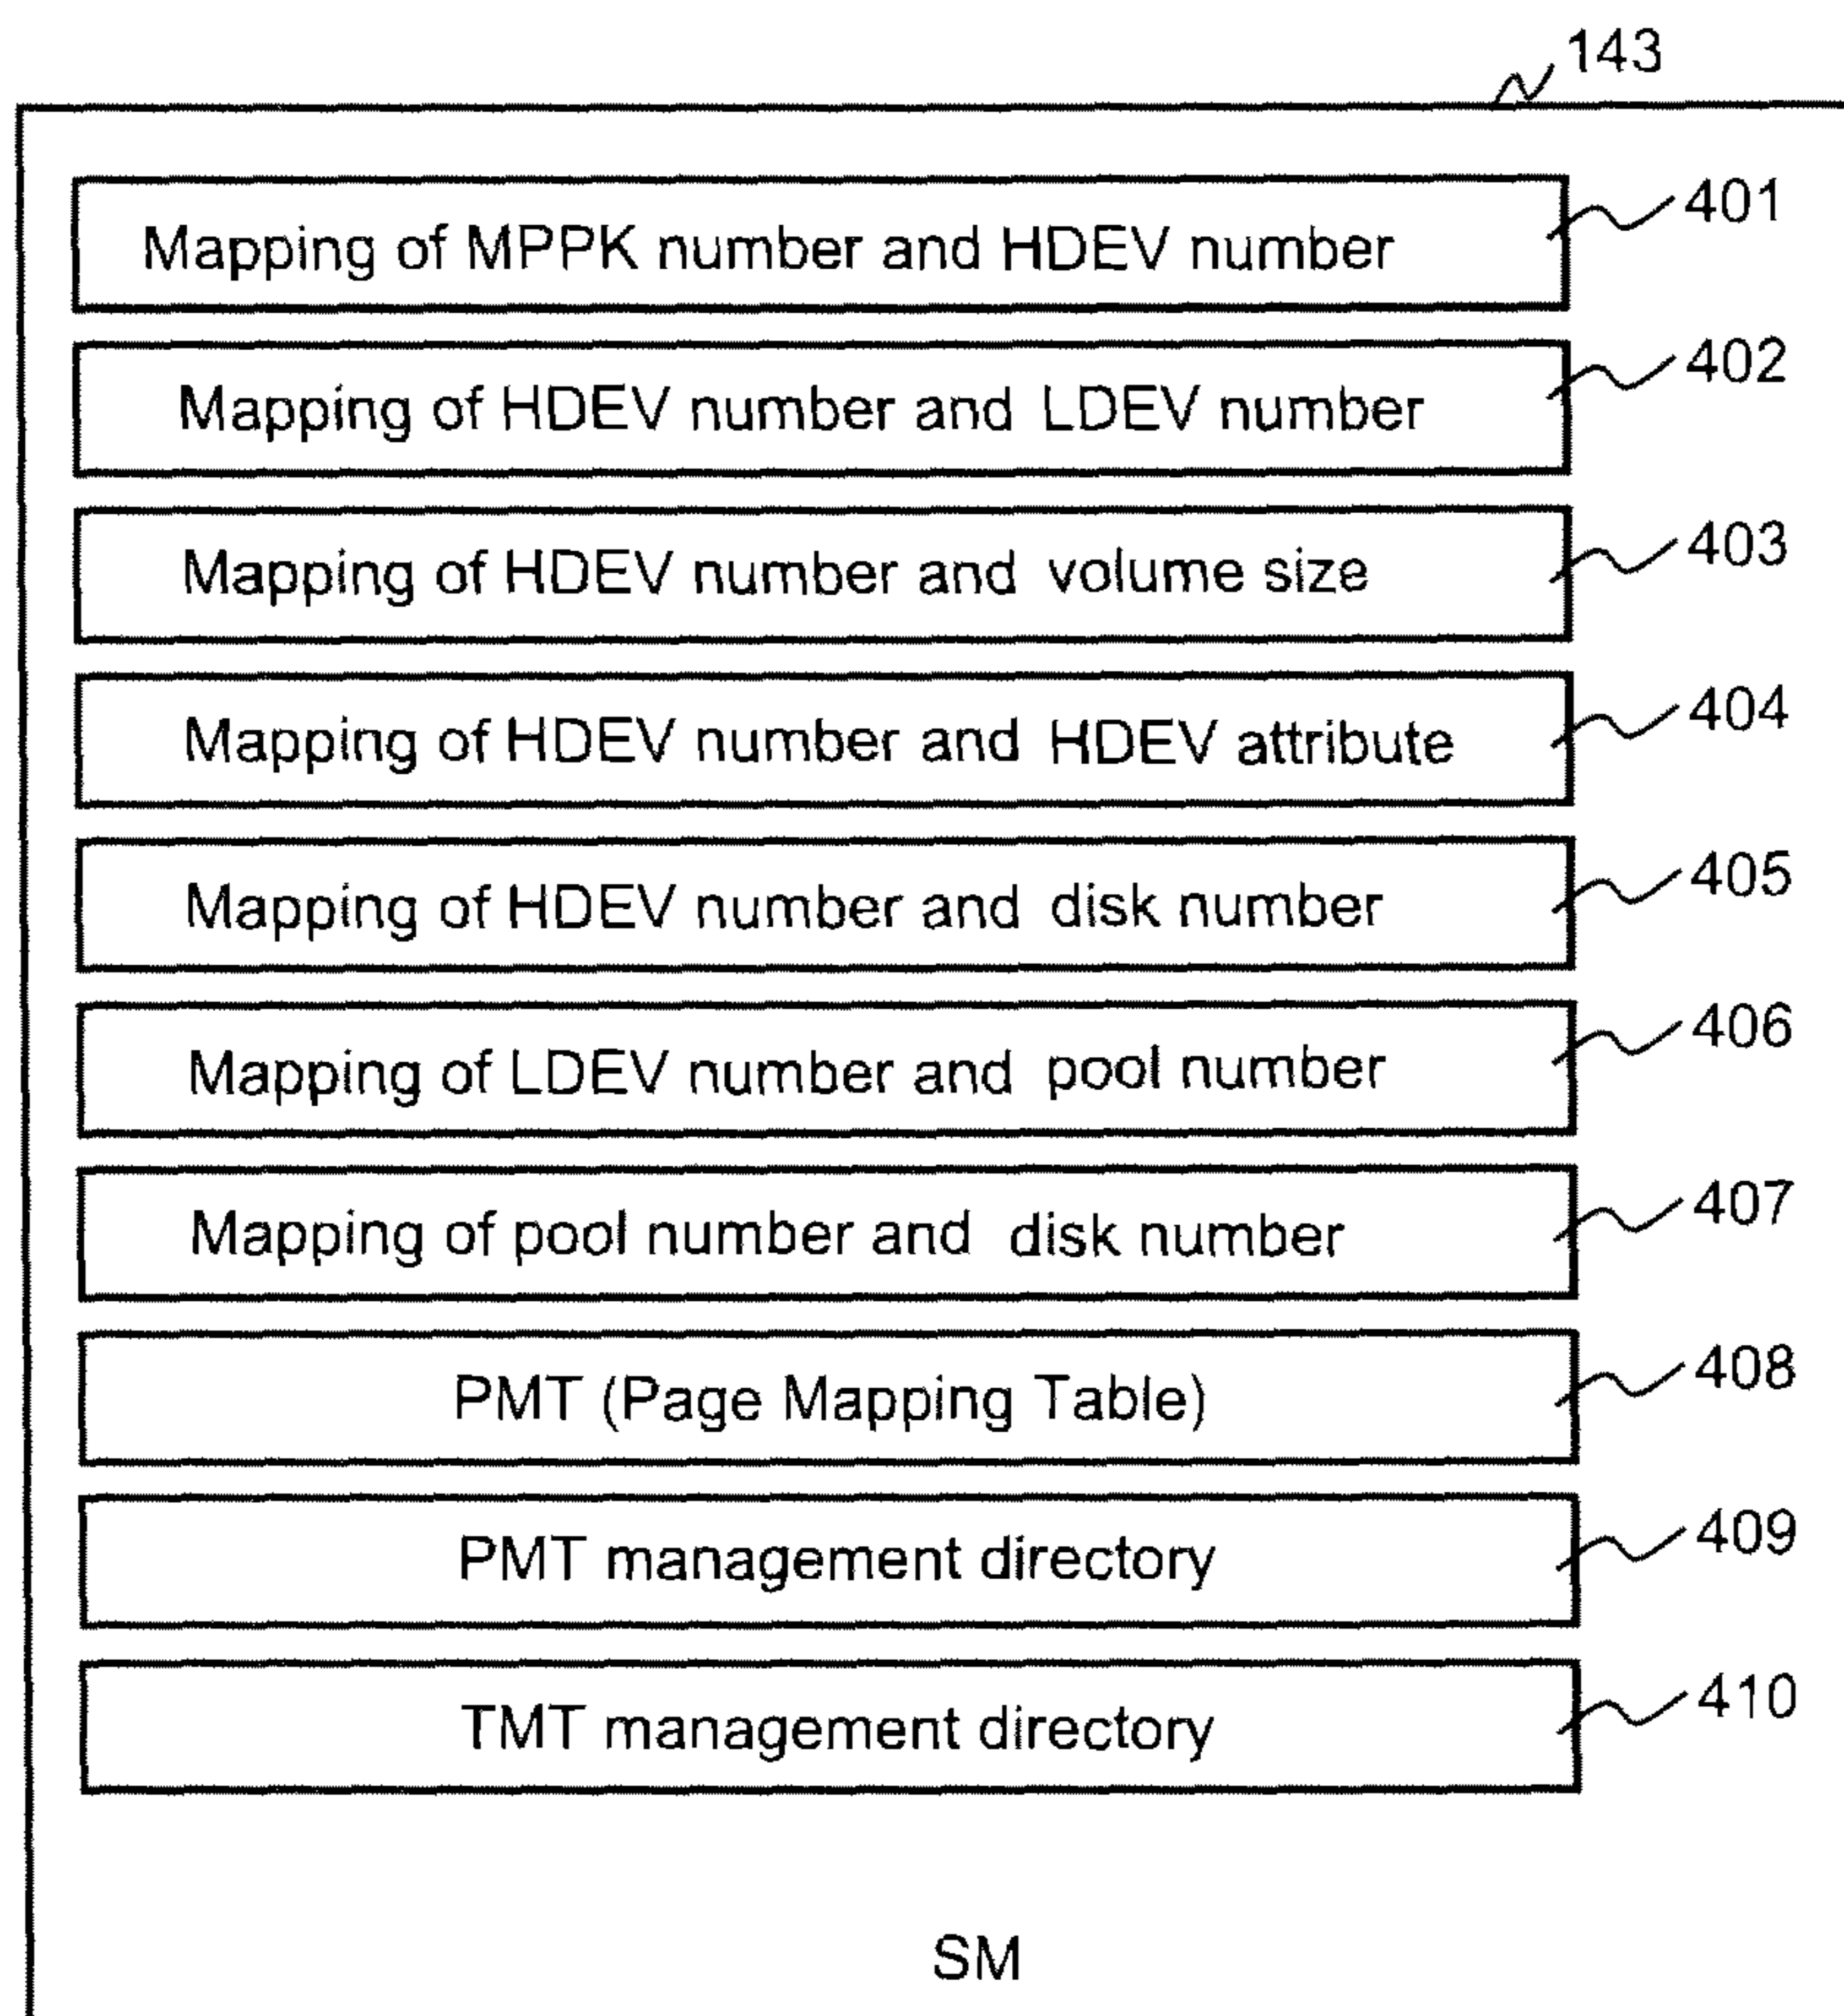 143
Mapping of MPPK number and HDEV number 401
Mapping of HDEV number and LDEV number 402
Mapping of HDEV number and volume size 403
Mapping of HDEV number and HDEV attribute 404
Mapping of HDEV number and disk number 405
Mapping of LDEV number and pool number 406
Mapping of pool number and disk number 407
PMT (Page Mapping Table) 408
PMT management directory 409
TMT management directory 410
SM